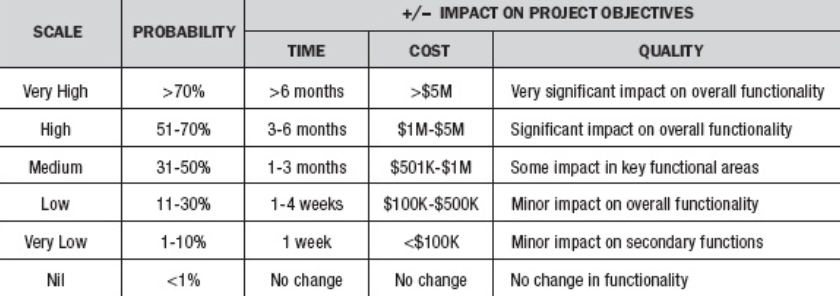 +/– IMPACT ON PROJECT OBJECTIVES
SCALE PROBABILITY
TIME COST QUALITY
Very High >70% >6 months >$5M Very significant impact on overall functionality
High 51-70% 3-6 months $1M-$5M Significant impact on overall functionality
Medium 31-50% 1-3 months $501K-$1M Some impact in key functional areas
Low 11-30% 1-4 weeks $100K-$500K Minor impact on overall functionality
Very Low 1-10% 1 week <$100K Minor impact on secondary functions
Nil <1% No change No change No change in functionality